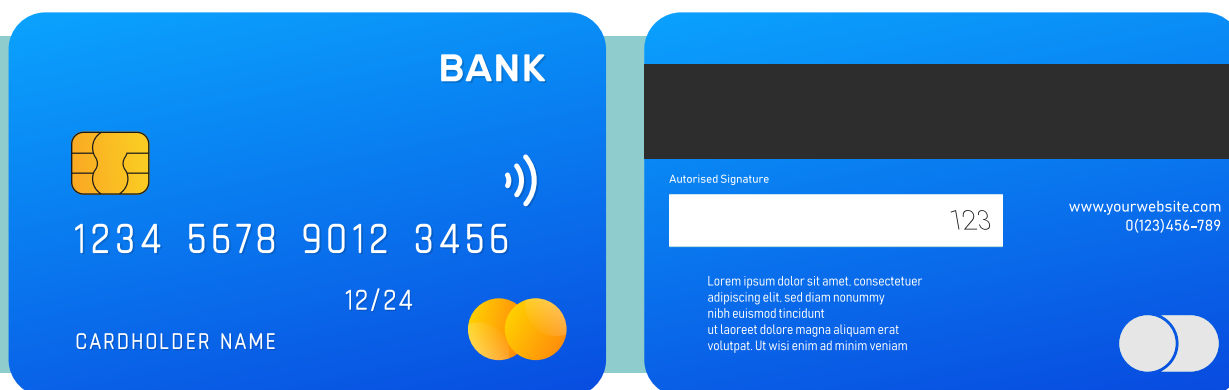 BANK
1234 5678 9012 3456
12/24
CARDHOLDER NAME
Autorised Signature
123
www.yourwebsite.com
0(123)456-789
Lorem ipsum dolor sit amet, consectetuer
adipiscing elit, sed diam nonummy
nibh euismod tincidunt
ut laoreet dolore magna aliquam erat
volutpat. Ut wisi enim ad minim veniam